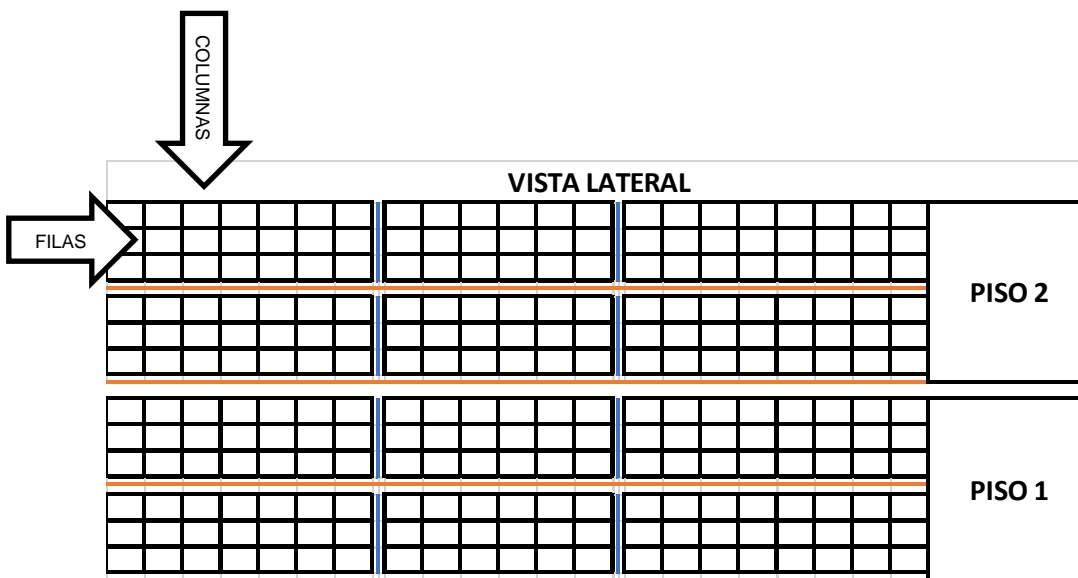 COLUMNAS
VISTA LATERAL
FILAS
PISO 2
PISO 1